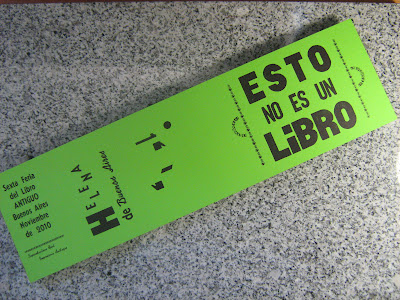 ESTO
NO ES UN
LiBRO
HELENA
de Buenos Aires
Sexta Feria
del Libro
ANTIGUO
Buenos Aires
Noviembre
de 2010